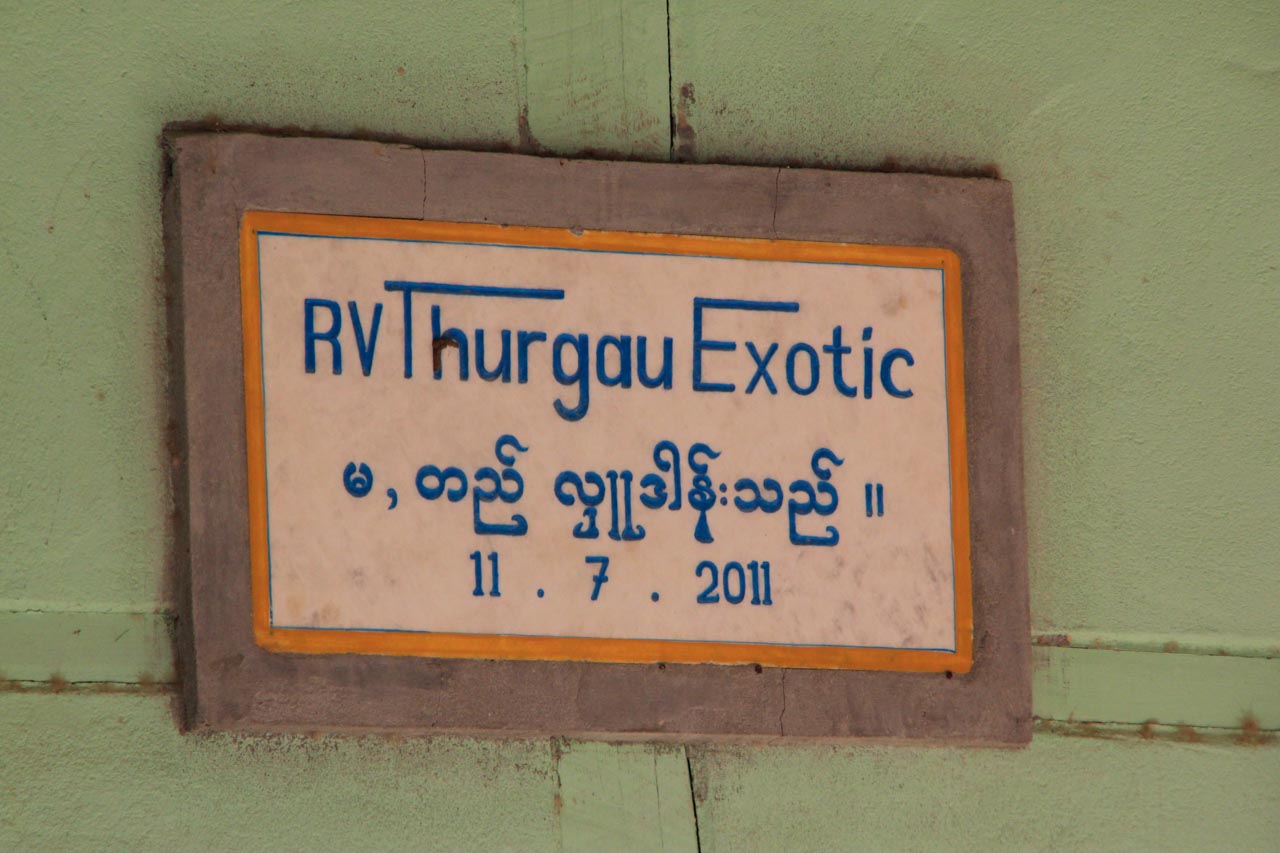 RV Thurgau Exotic
မ, တည် လှူဒါန်းသည် ။
11 . 7 . 2011